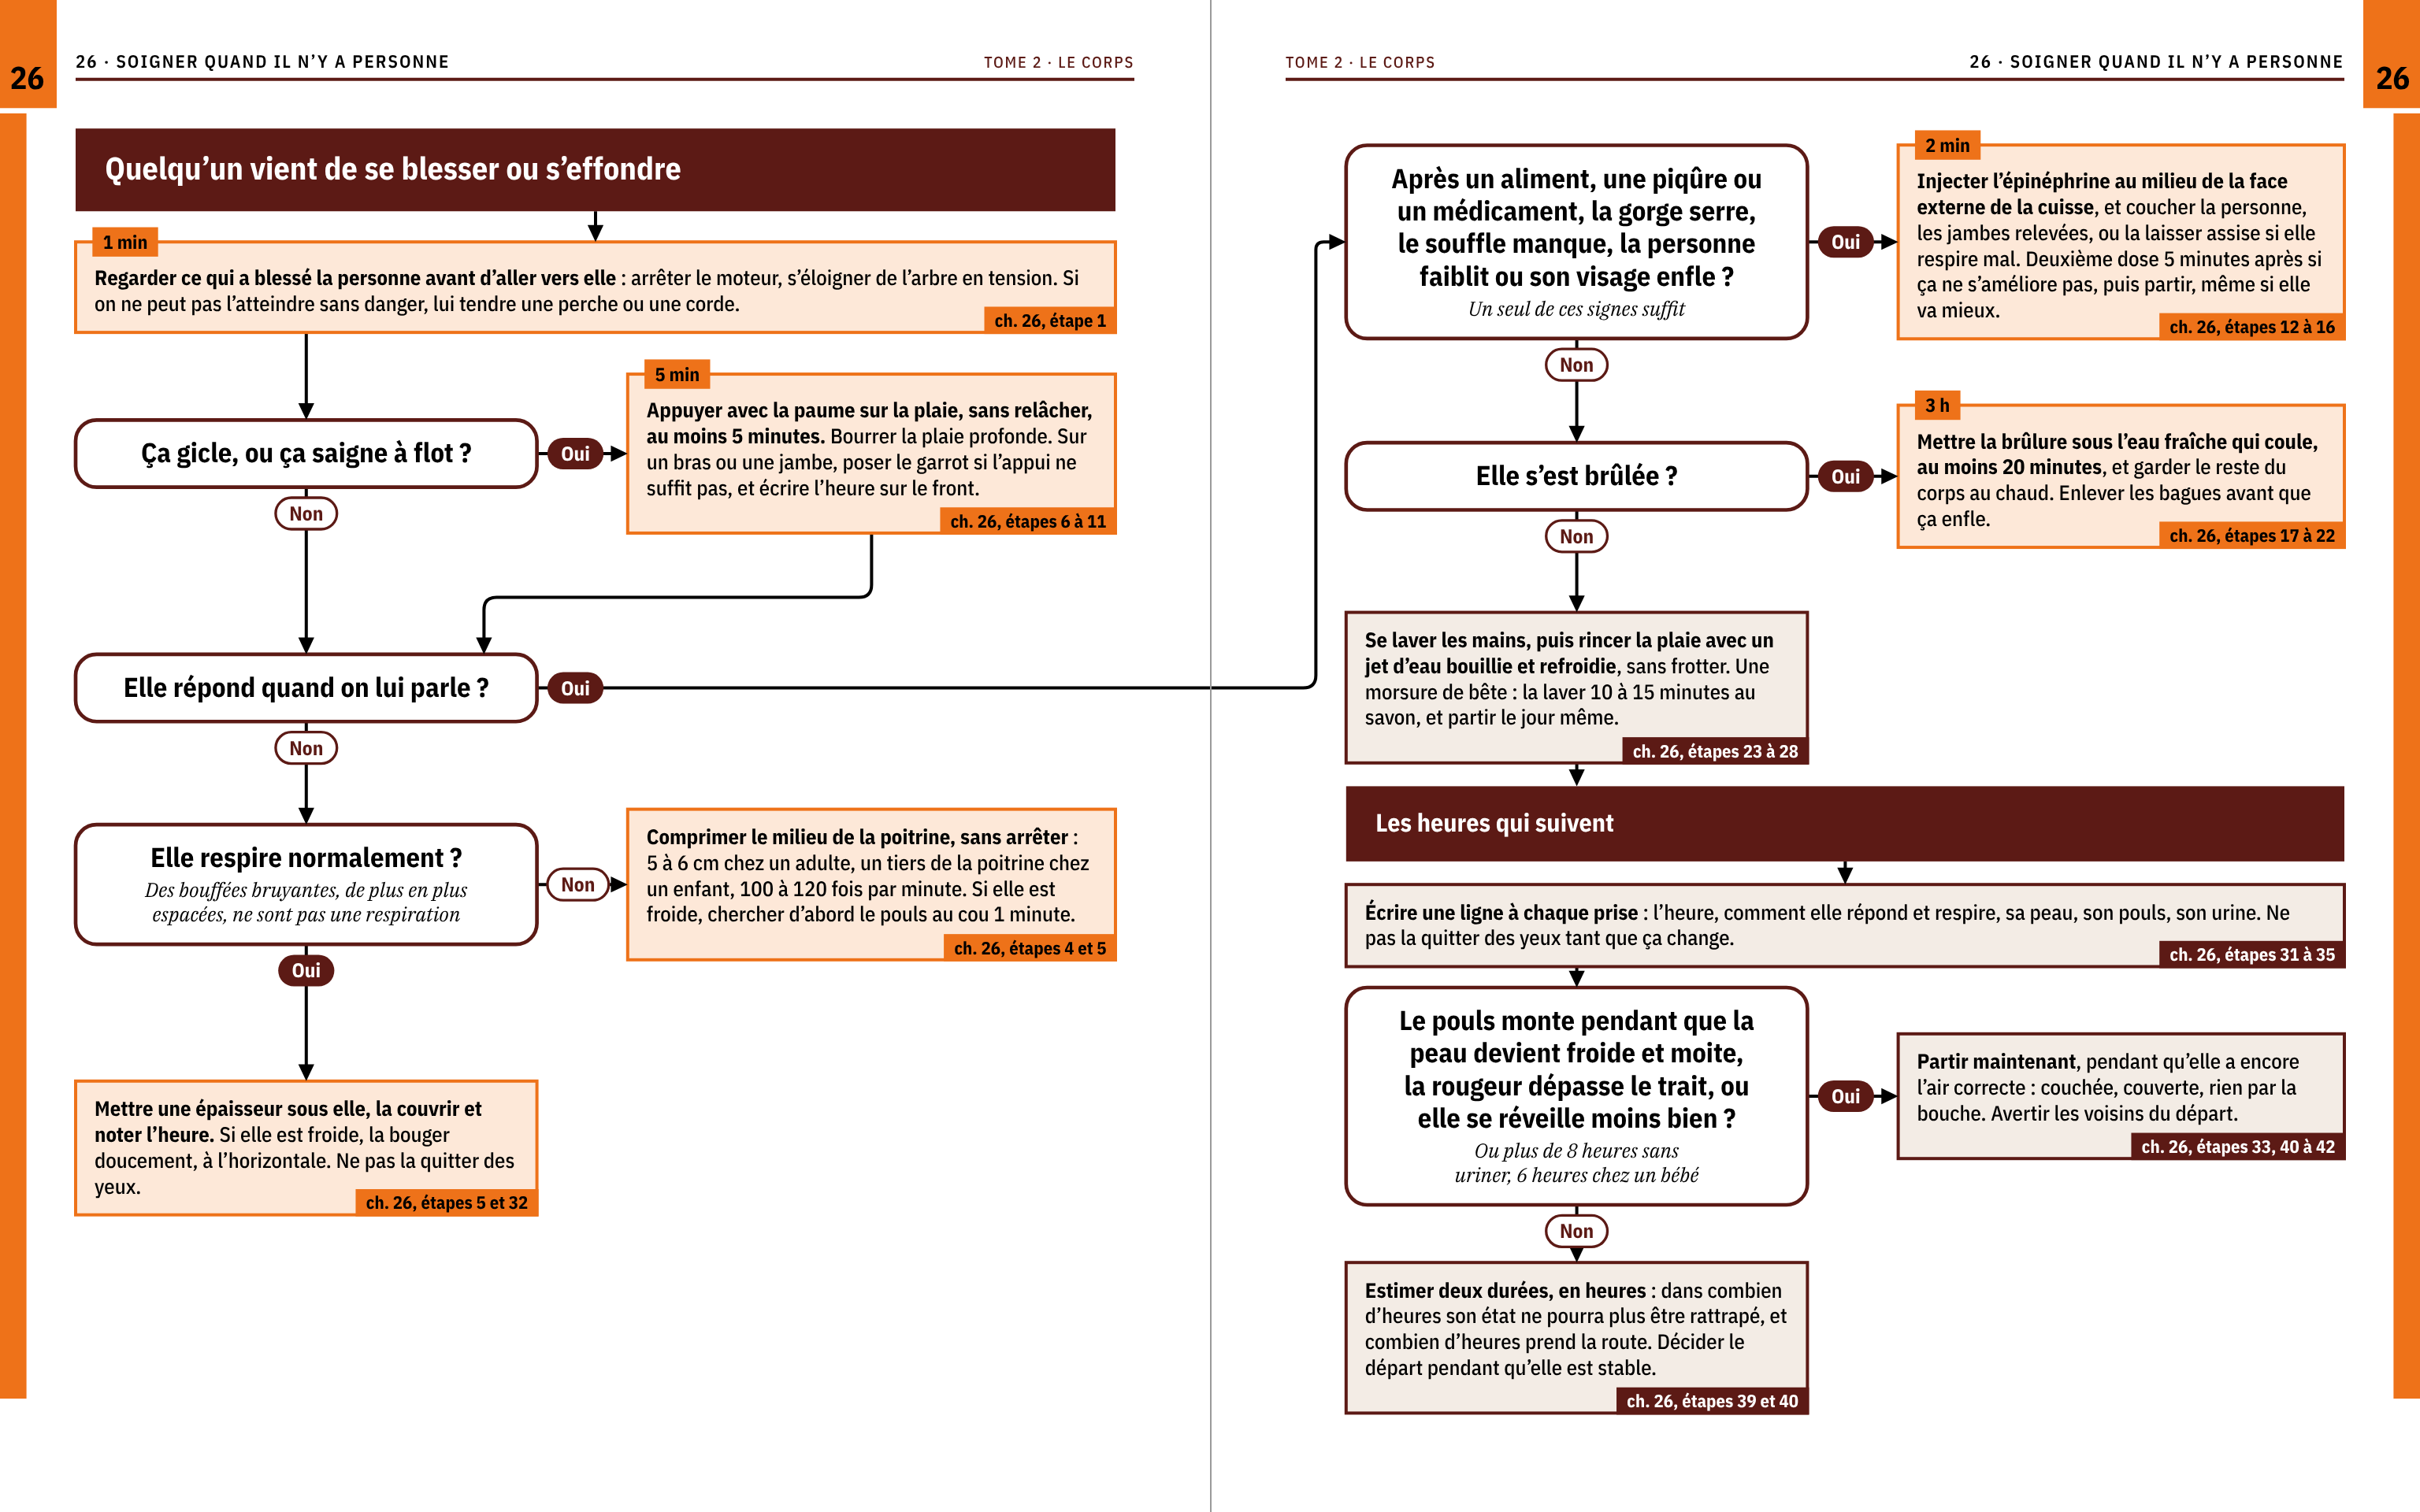 26
26 · SOIGNER QUAND IL N’Y A PERSONNE
TOME 2 · LE CORPS
Quelqu’un vient de se blesser ou s’effondre
1 min
Regarder ce qui a blessé la personne avant d’aller vers elle : arrêter le moteur, s’éloigner de l’arbre en tension. Si
on ne peut pas l’atteindre sans danger, lui tendre une perche ou une corde.
ch. 26, étape 1
Ça gicle, ou ça saigne à flot ?
Oui
5 min
Appuyer avec la paume sur la plaie, sans relâcher,
au moins 5 minutes. Bourrer la plaie profonde. Sur
un bras ou une jambe, poser le garrot si l’appui ne
suffit pas, et écrire l’heure sur le front.
ch. 26, étapes 6 à 11
Non
Elle répond quand on lui parle ?
Oui
Non
Elle respire normalement ?
Des bouffées bruyantes, de plus en plus
espacées, ne sont pas une respiration
Non
Comprimer le milieu de la poitrine, sans arrêter :
5 à 6 cm chez un adulte, un tiers de la poitrine chez
un enfant, 100 à 120 fois par minute. Si elle est
froide, chercher d’abord le pouls au cou 1 minute.
ch. 26, étapes 4 et 5
Oui
Mettre une épaisseur sous elle, la couvrir et
noter l’heure. Si elle est froide, la bouger
doucement, à l’horizontale. Ne pas la quitter des
yeux.
ch. 26, étapes 5 et 32
TOME 2 · LE CORPS
26 · SOIGNER QUAND IL N’Y A PERSONNE
26
Après un aliment, une piqûre ou
un médicament, la gorge serre,
le souffle manque, la personne
faiblit ou son visage enfle ?
Un seul de ces signes suffit
Oui
2 min
Injecter l’épinéphrine au milieu de la face
externe de la cuisse, et coucher la personne,
les jambes relevées, ou la laisser assise si elle
respire mal. Deuxième dose 5 minutes après si
ça ne s’améliore pas, puis partir, même si elle
va mieux.
ch. 26, étapes 12 à 16
Non
Elle s’est brûlée ?
Oui
3 h
Mettre la brûlure sous l’eau fraîche qui coule,
au moins 20 minutes, et garder le reste du
corps au chaud. Enlever les bagues avant que
ça enfle.
ch. 26, étapes 17 à 22
Non
Se laver les mains, puis rincer la plaie avec un
jet d’eau bouillie et refroidie, sans frotter. Une
morsure de bête : la laver 10 à 15 minutes au
savon, et partir le jour même.
ch. 26, étapes 23 à 28
Les heures qui suivent
Écrire une ligne à chaque prise : l’heure, comment elle répond et respire, sa peau, son pouls, son urine. Ne
pas la quitter des yeux tant que ça change.
ch. 26, étapes 31 à 35
Le pouls monte pendant que la
peau devient froide et moite,
la rougeur dépasse le trait, ou
elle se réveille moins bien ?
Ou plus de 8 heures sans
uriner, 6 heures chez un bébé
Oui
Partir maintenant, pendant qu’elle a encore
l’air correcte : couchée, couverte, rien par la
bouche. Avertir les voisins du départ.
ch. 26, étapes 33, 40 à 42
Non
Estimer deux durées, en heures : dans combien
d’heures son état ne pourra plus être rattrapé, et
combien d’heures prend la route. Décider le
départ pendant qu’elle est stable.
ch. 26, étapes 39 et 40